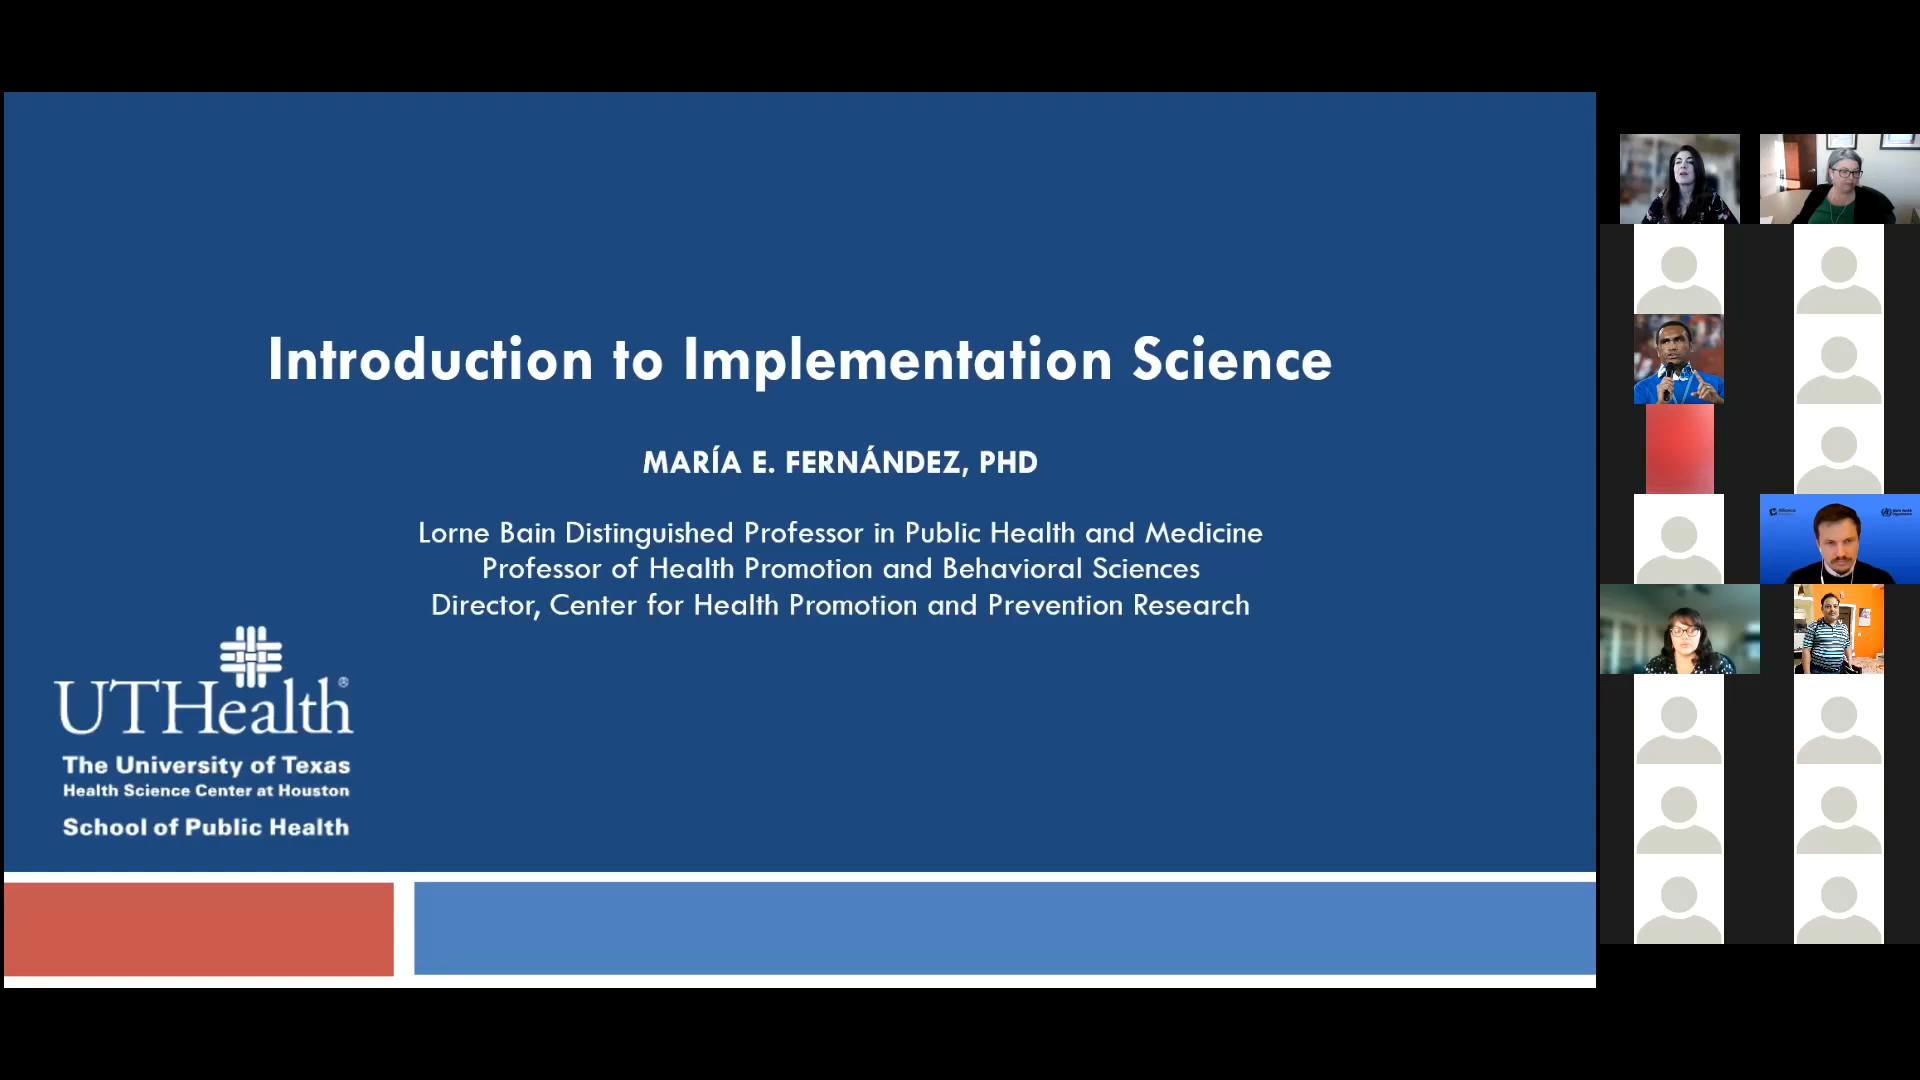 Introduction to Implementation Science
MARÍA E. FERNÁNDEZ, PHD
Lorne Bain Distinguished Professor in Public Health and Medicine
Professor of Health Promotion and Behavioral Sciences
Director, Center for Health Promotion and Prevention Research
UTHealth®
The University of Texas
Health Science Center at Houston
School of Public Health